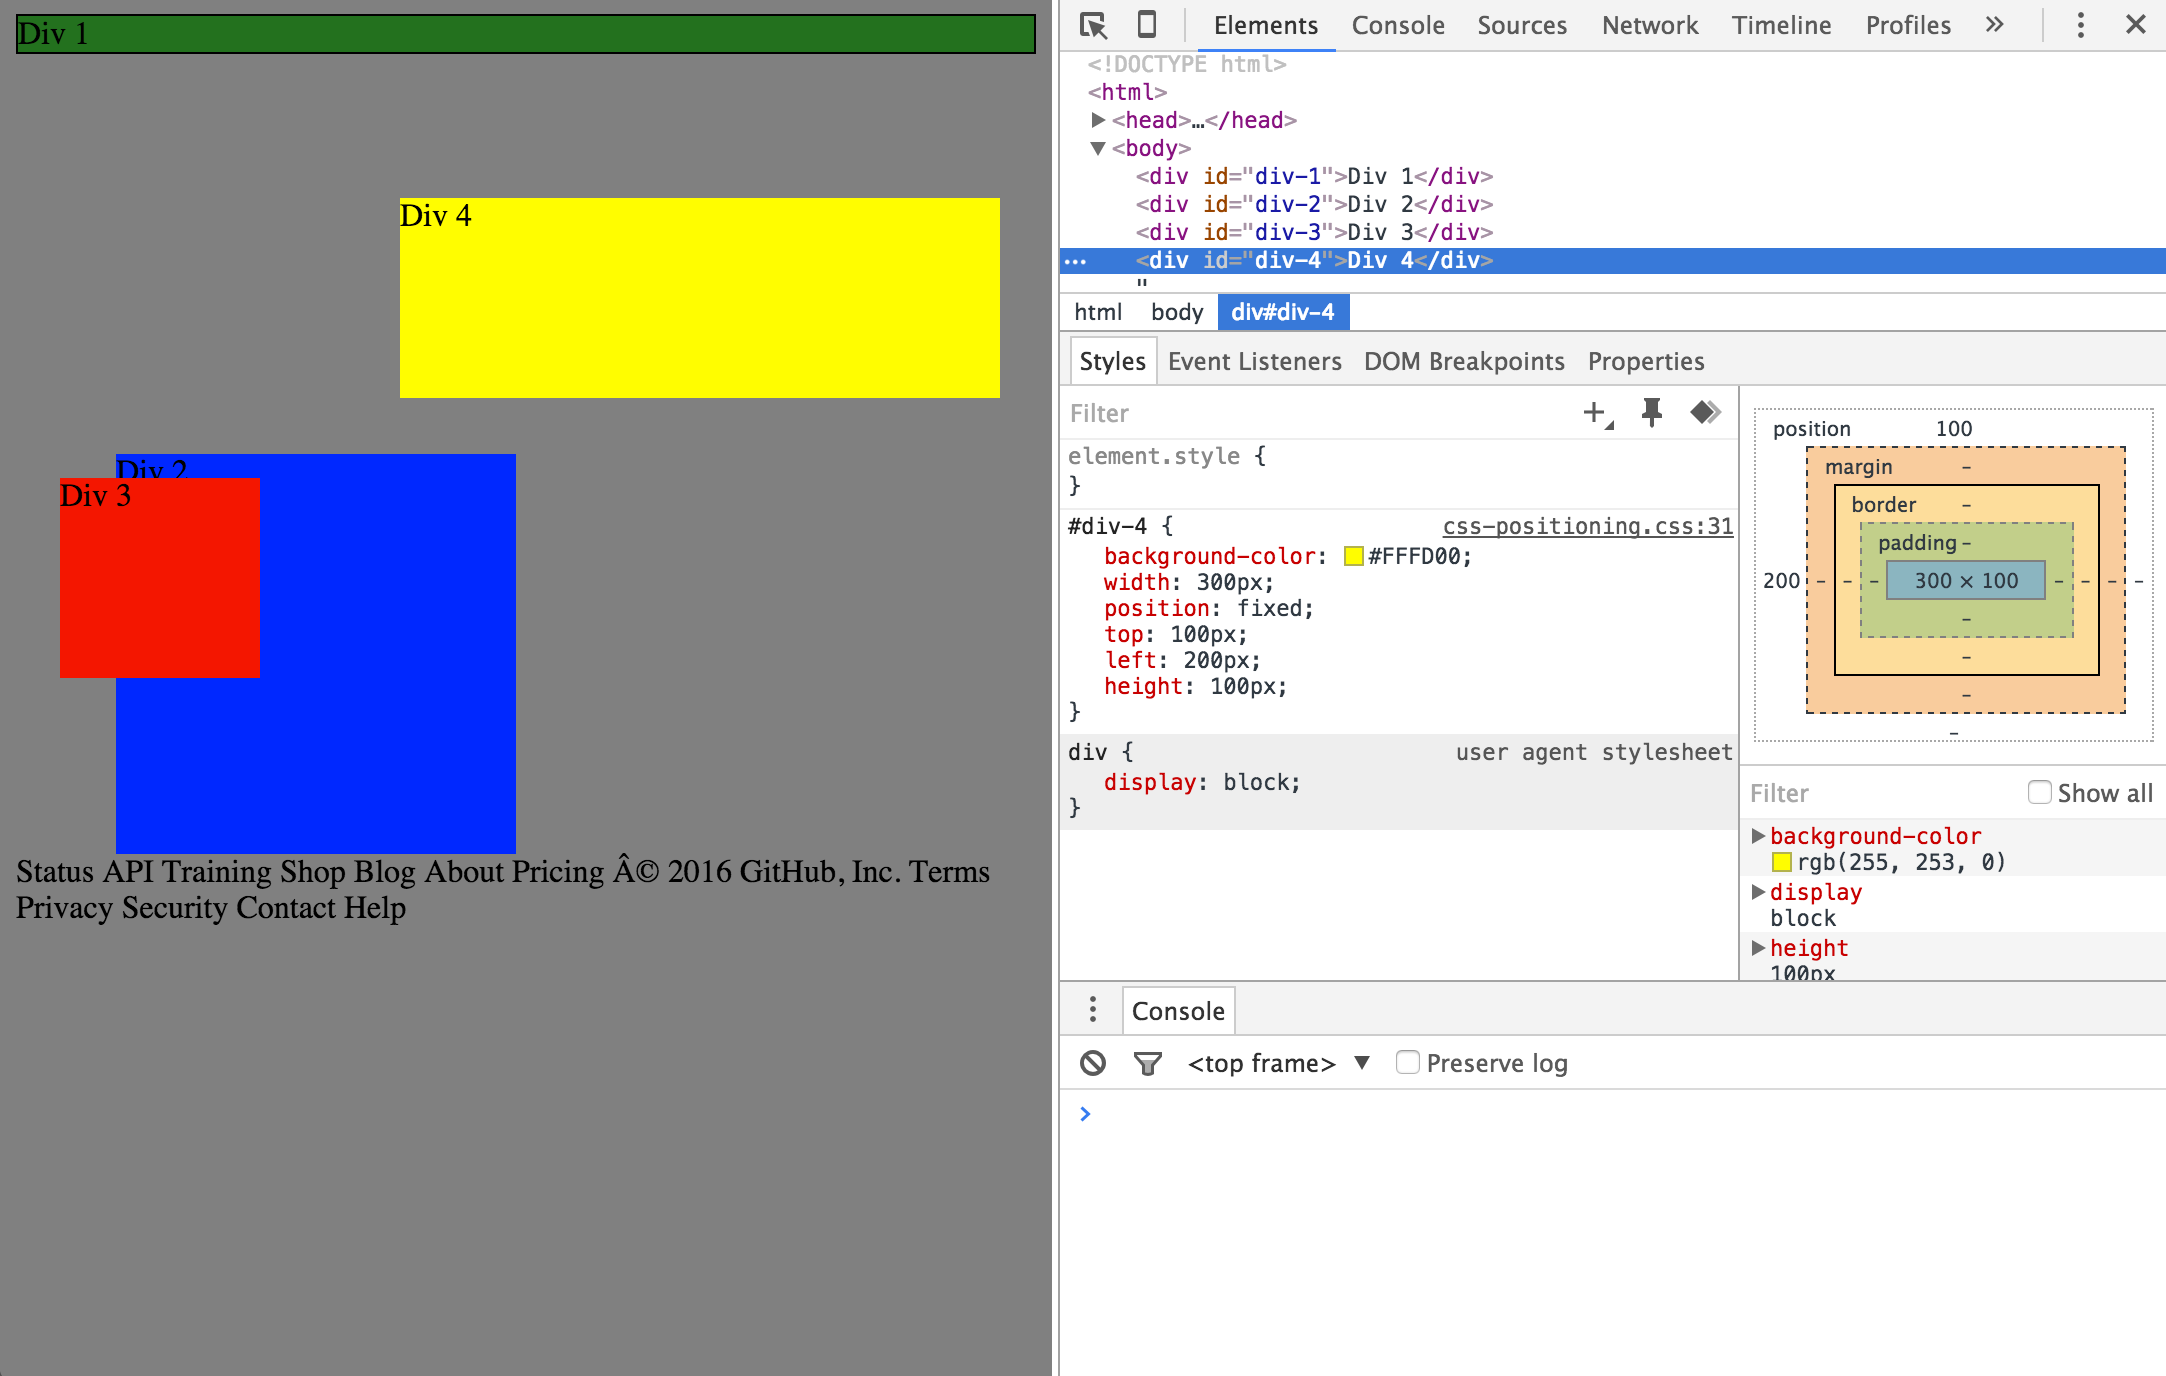 Div 1
Div 4
Div 2
Div 3
Status API Training Shop Blog About Pricing Â© 2016 GitHub, Inc. Terms
Privacy Security Contact Help
Elements Console Sources Network Timeline Profiles »
<!DOCTYPE html>
<html>
<head>…</head>
<body>
<div id="div-1">Div 1</div>
<div id="div-2">Div 2</div>
<div id="div-3">Div 3</div>
... <div id="div-4">Div 4</div>
"
html body div#div-4
Styles Event Listeners DOM Breakpoints Properties
Filter
element.style {
}
#div-4 { css-positioning.css:31
background-color: #FFFD00;
width: 300px;
position: fixed;
top: 100px;
left: 200px;
height: 100px;
}
div { user agent stylesheet
display: block;
}
position 100
margin -
border -
padding -
200 - - - 300 × 100 - - - -
-
-
-
-
Filter Show all
background-color
rgb(255, 253, 0)
display
block
height
100px
Console
<top frame> ▼ Preserve log
>